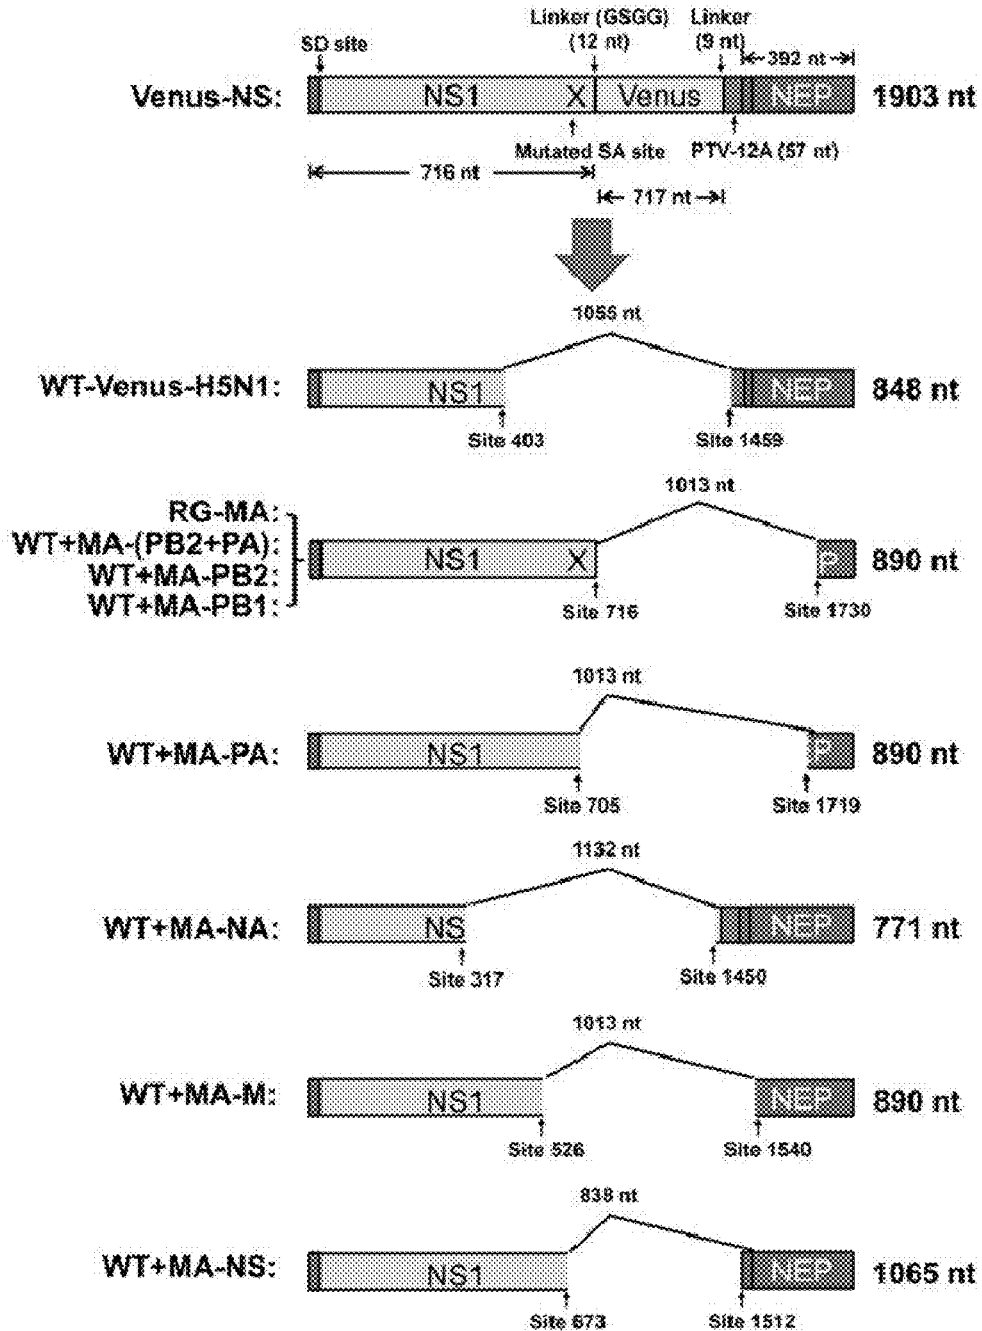 Linker (GSGG)
(12 nt)
Linker
(9 nt)
SD site
392 nt
Venus-NS:
NS1
X
Venus
NEP
1903 nt
Mutated SA site
PTV-12A (57 nt)
716 nt
717 nt
1055 nt
WT-Venus-H5N1:
NS1
NEP
848 nt
Site 403
Site 1459
1013 nt
RG-MA:
WT+MA-(PB2+PA):
WT+MA-PB2:
WT+MA-PB1:
NS1
X
P
890 nt
Site 716
Site 1730
1013 nt
WT+MA-PA:
NS1
P
890 nt
Site 705
Site 1719
1132 nt
WT+MA-NA:
NS
NEP
771 nt
Site 317
Site 1450
1013 nt
WT+MA-M:
NS1
NEP
890 nt
Site 526
Site 1540
838 nt
WT+MA-NS:
NS1
NEP
1065 nt
Site 673
Site 1512